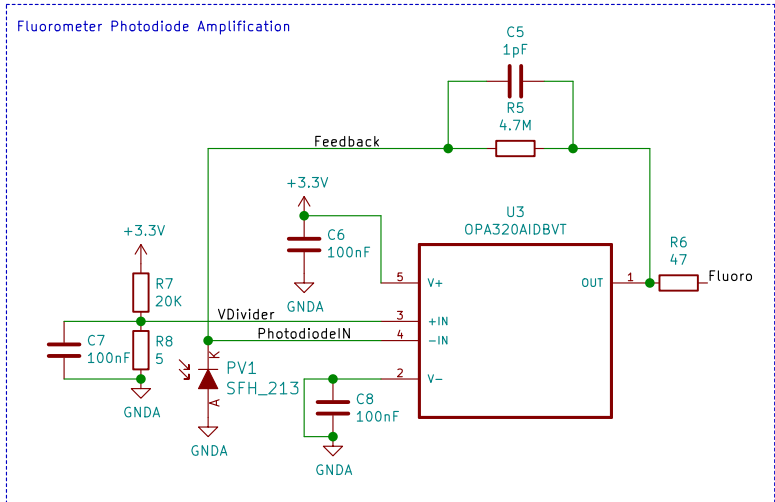 Fluorometer Photodiode Amplification
C5
1pF
R5
4.7M
Feedback
+3.3V
U3
OPA320AIDBVT
+3.3V
C6
100nF
R6
47
R7
20K
5
V+
OUT
1
Fluoro
GNDA
VDivider
3
+IN
PhotodiodeIN
4
-IN
C7
100nF
R8
5
K
PV1
SFH_213
2
V-
A
C8
100nF
GNDA
GNDA
GNDA